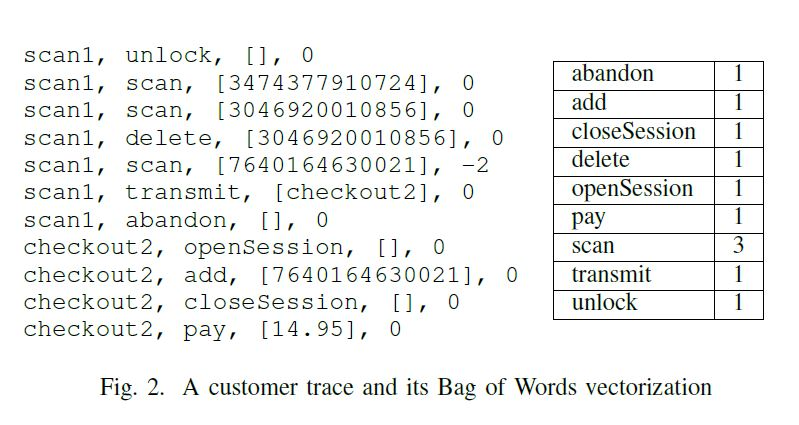 scan1, unlock, [], 0
scan1, scan, [3474377910724], 0
scan1, scan, [3046920010856], 0
scan1, delete, [3046920010856], 0
scan1, scan, [7640164630021], -2
scan1, transmit, [checkout2], 0
scan1, abandon, [], 0
checkout2, openSession, [], 0
checkout2, add, [7640164630021], 0
checkout2, closeSession, [], 0
checkout2, pay, [14.95], 0
abandon 1
add 1
closeSession 1
delete 1
openSession 1
pay 1
scan 3
transmit 1
unlock 1
Fig. 2. A customer trace and its Bag of Words vectorization